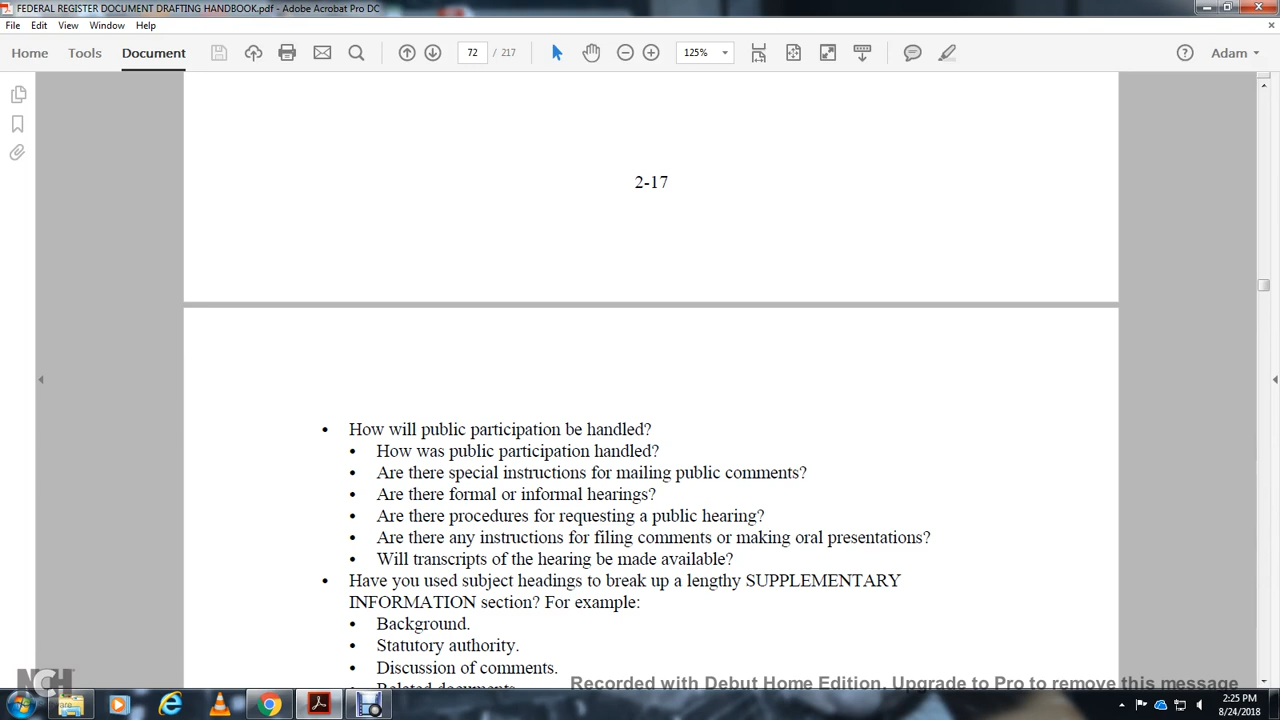 FEDERAL REGISTER DOCUMENT DRAFTING HANDBOOK.pdf - Adobe Acrobat Pro DC
File Edit View Window Help
Home Tools Document 72 / 217 125% Adam
2-17
• How will public participation be handled?
• How was public participation handled?
• Are there special instructions for mailing public comments?
• Are there formal or informal hearings?
• Are there procedures for requesting a public hearing?
• Are there any instructions for filing comments or making oral presentations?
• Will transcripts of the hearing be made available?
• Have you used subject headings to break up a lengthy SUPPLEMENTARY
INFORMATION section? For example:
• Background.
• Statutory authority.
• Discussion of comments.
• Related documents.
NCH
Recorded with Debut Home Edition. Upgrade to Pro to remove this message
2:25 PM
8/24/2018